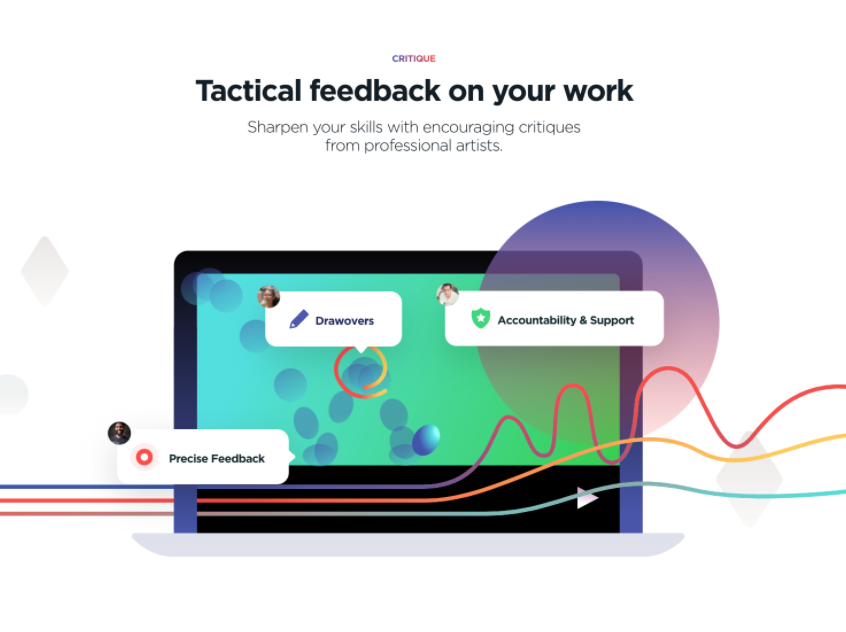 CRITIQUE
Tactical feedback on your work
Sharpen your skills with encouraging critiques
from professional artists.
Drawovers
Accountability & Support
Precise Feedback